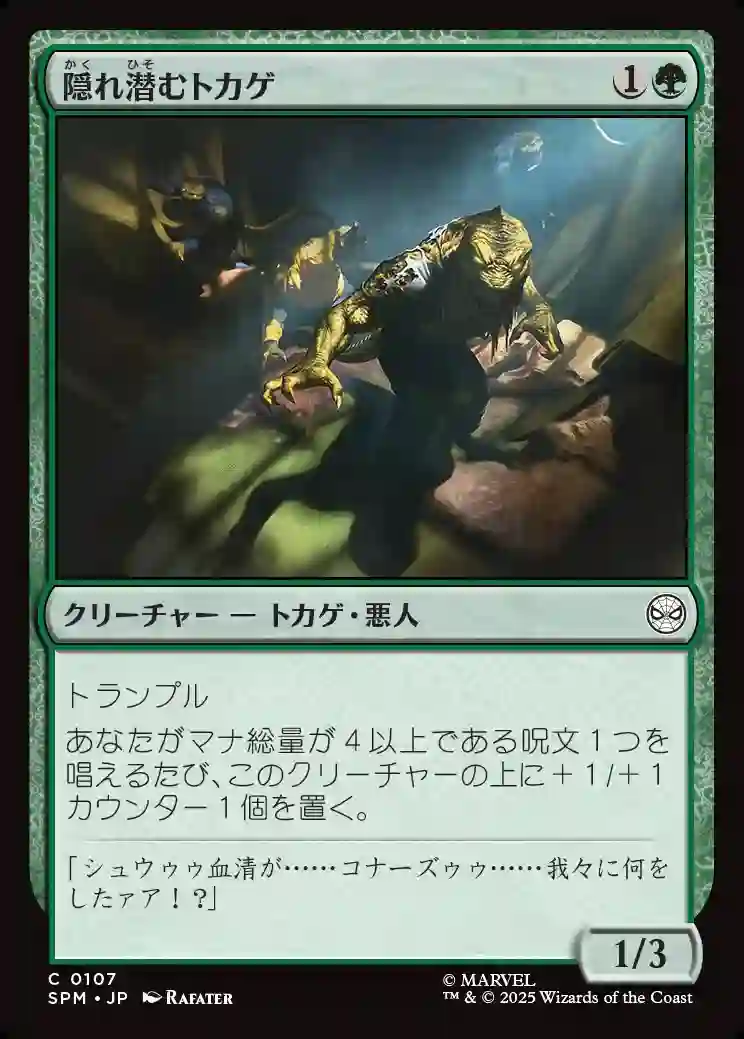 隠れ潜むトカゲ
かく ひそ
1
クリーチャー — トカゲ・悪人
トランプル
あなたがマナ総量が4以上である呪文1つを
唱えるたび、このクリーチャーの上に+1/+1
カウンター1個を置く。
「シュウゥゥ血清が……コナーズゥゥ……我々に何を
したァア!?」
1/3
C 0107
SPM • JP RAFATER
© MARVEL
™ & © 2025 Wizards of the Coast